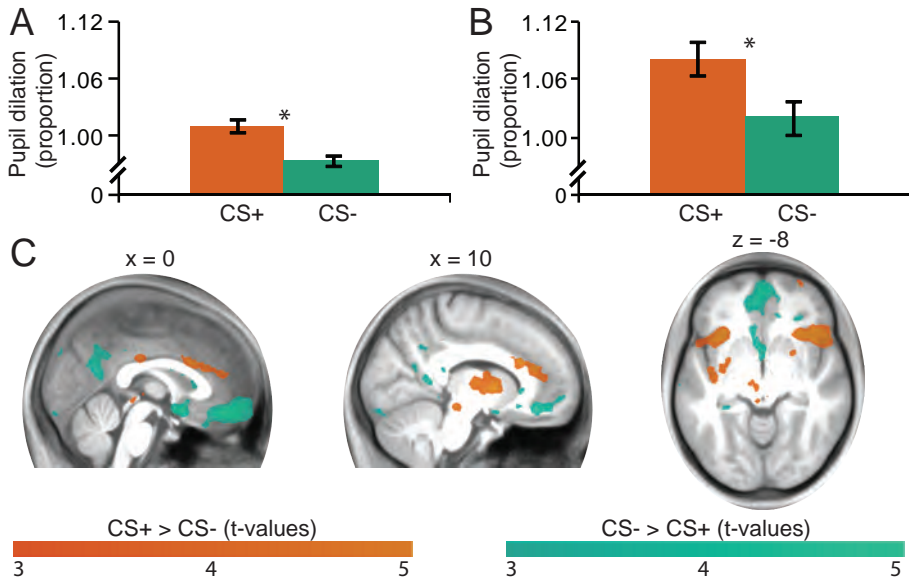 A
Pupil dilation
(proportion)
1.12
1.06
1.00
0
*
CS+
CS-
B
Pupil dilation
(proportion)
1.12
1.06
1.00
0
*
CS+
CS-
C
x = 0
x = 10
z = -8
CS+ > CS- (t-values)
3
4
5
CS- > CS+ (t-values)
3
4
5